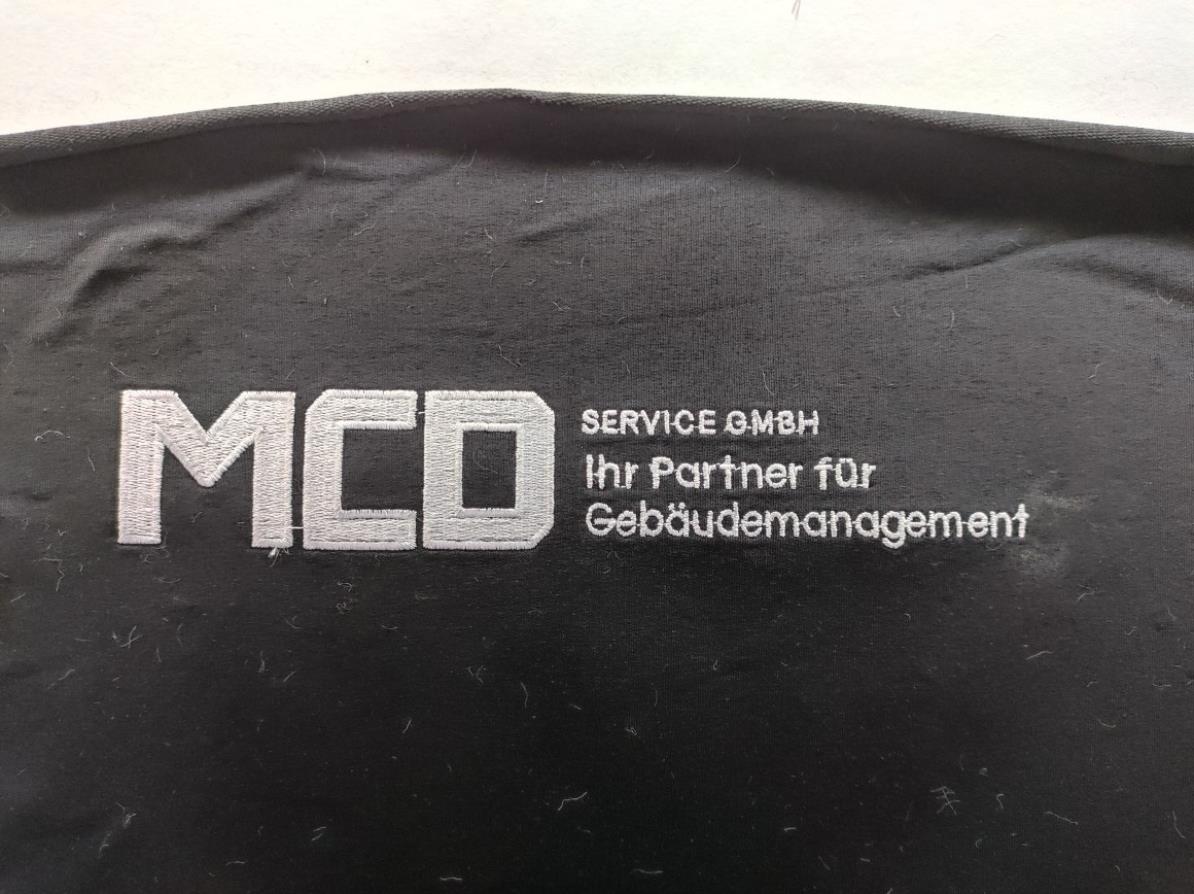 MCD
SERVICE GMBH
Ihr Partner für
Gebäudemanagement